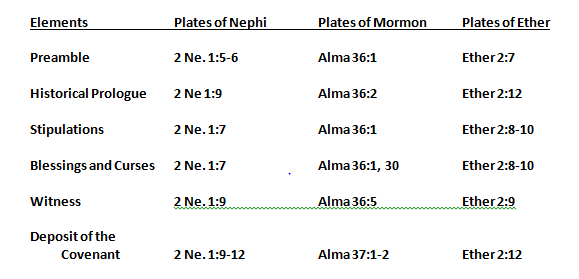 Elements Plates of Nephi Plates of Mormon Plates of Ether
Preamble 2 Ne. 1:5-6 Alma 36:1 Ether 2:7
Historical Prologue 2 Ne 1:9 Alma 36:2 Ether 2:12
Stipulations 2 Ne. 1:7 Alma 36:1 Ether 2:8-10
Blessings and Curses 2 Ne. 1:7 Alma 36:1, 30 Ether 2:8-10
Witness 2 Ne. 1:9 Alma 36:5 Ether 2:9
Deposit of the
Covenant 2 Ne. 1:9-12 Alma 37:1-2 Ether 2:12